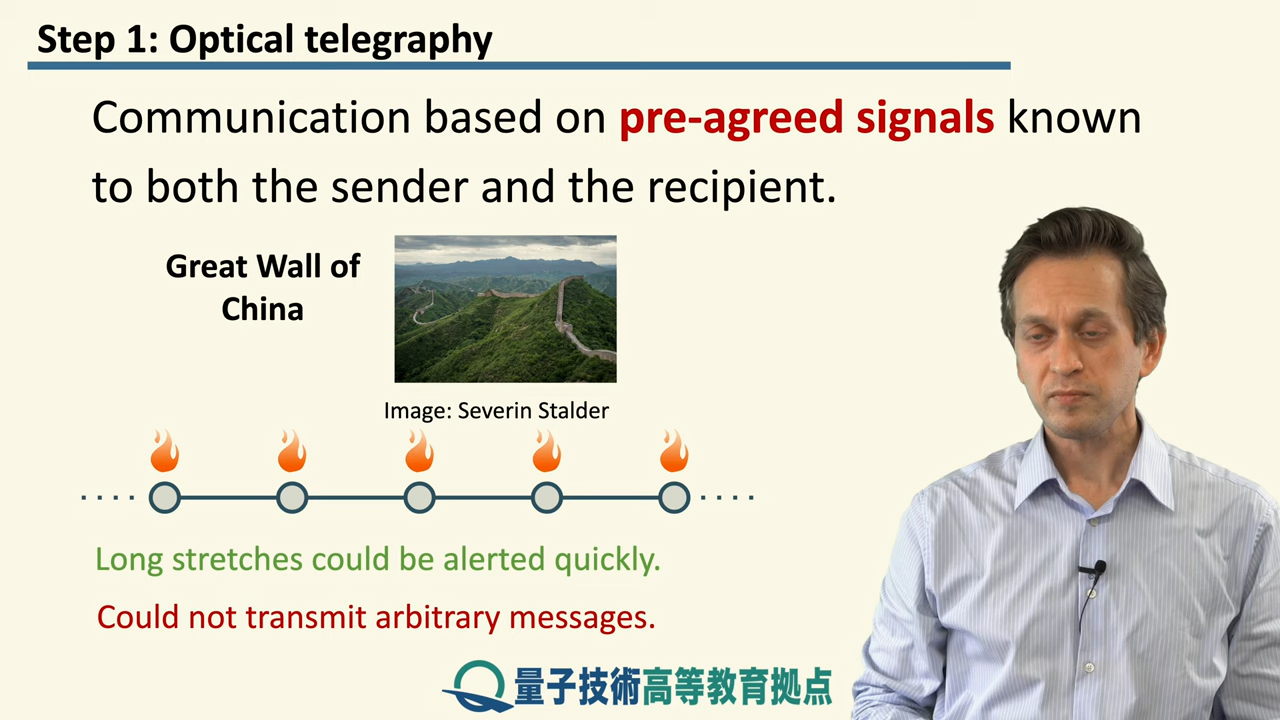 Step 1: Optical telegraphy
Communication based on pre-agreed signals known
to both the sender and the recipient.
Great Wall of
China
Image: Severin Stalder
Long stretches could be alerted quickly.
Could not transmit arbitrary messages.
量子技術高等教育拠点